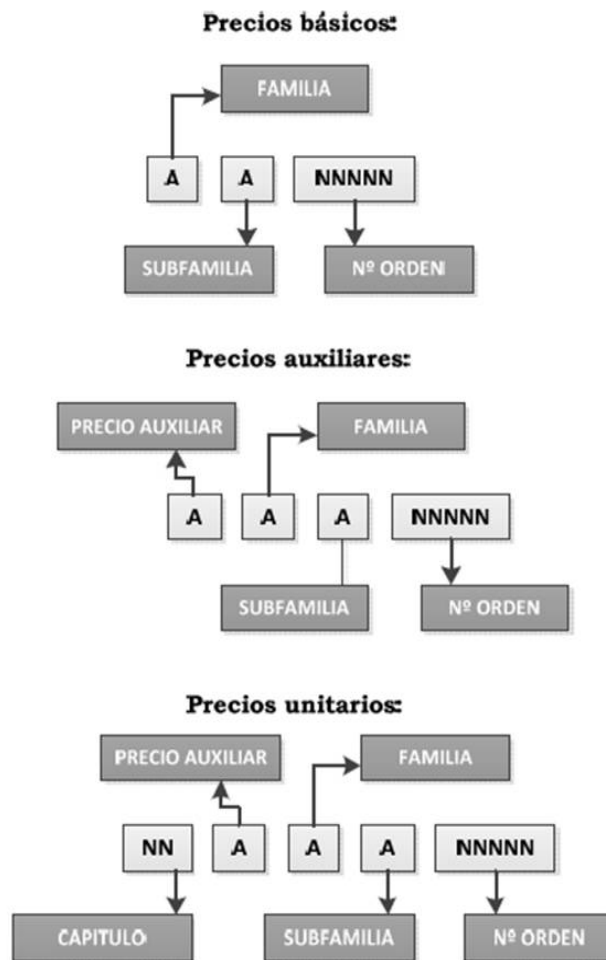 Precios básicos:
FAMILIA
A A NNNNN
SUBFAMILIA Nº ORDEN
Precios auxiliares:
PRECIO AUXILIAR FAMILIA
A A A NNNNN
SUBFAMILIA Nº ORDEN
Precios unitarios:
PRECIO AUXILIAR FAMILIA
NN A A A NNNNN
CAPITULO SUBFAMILIA Nº ORDEN